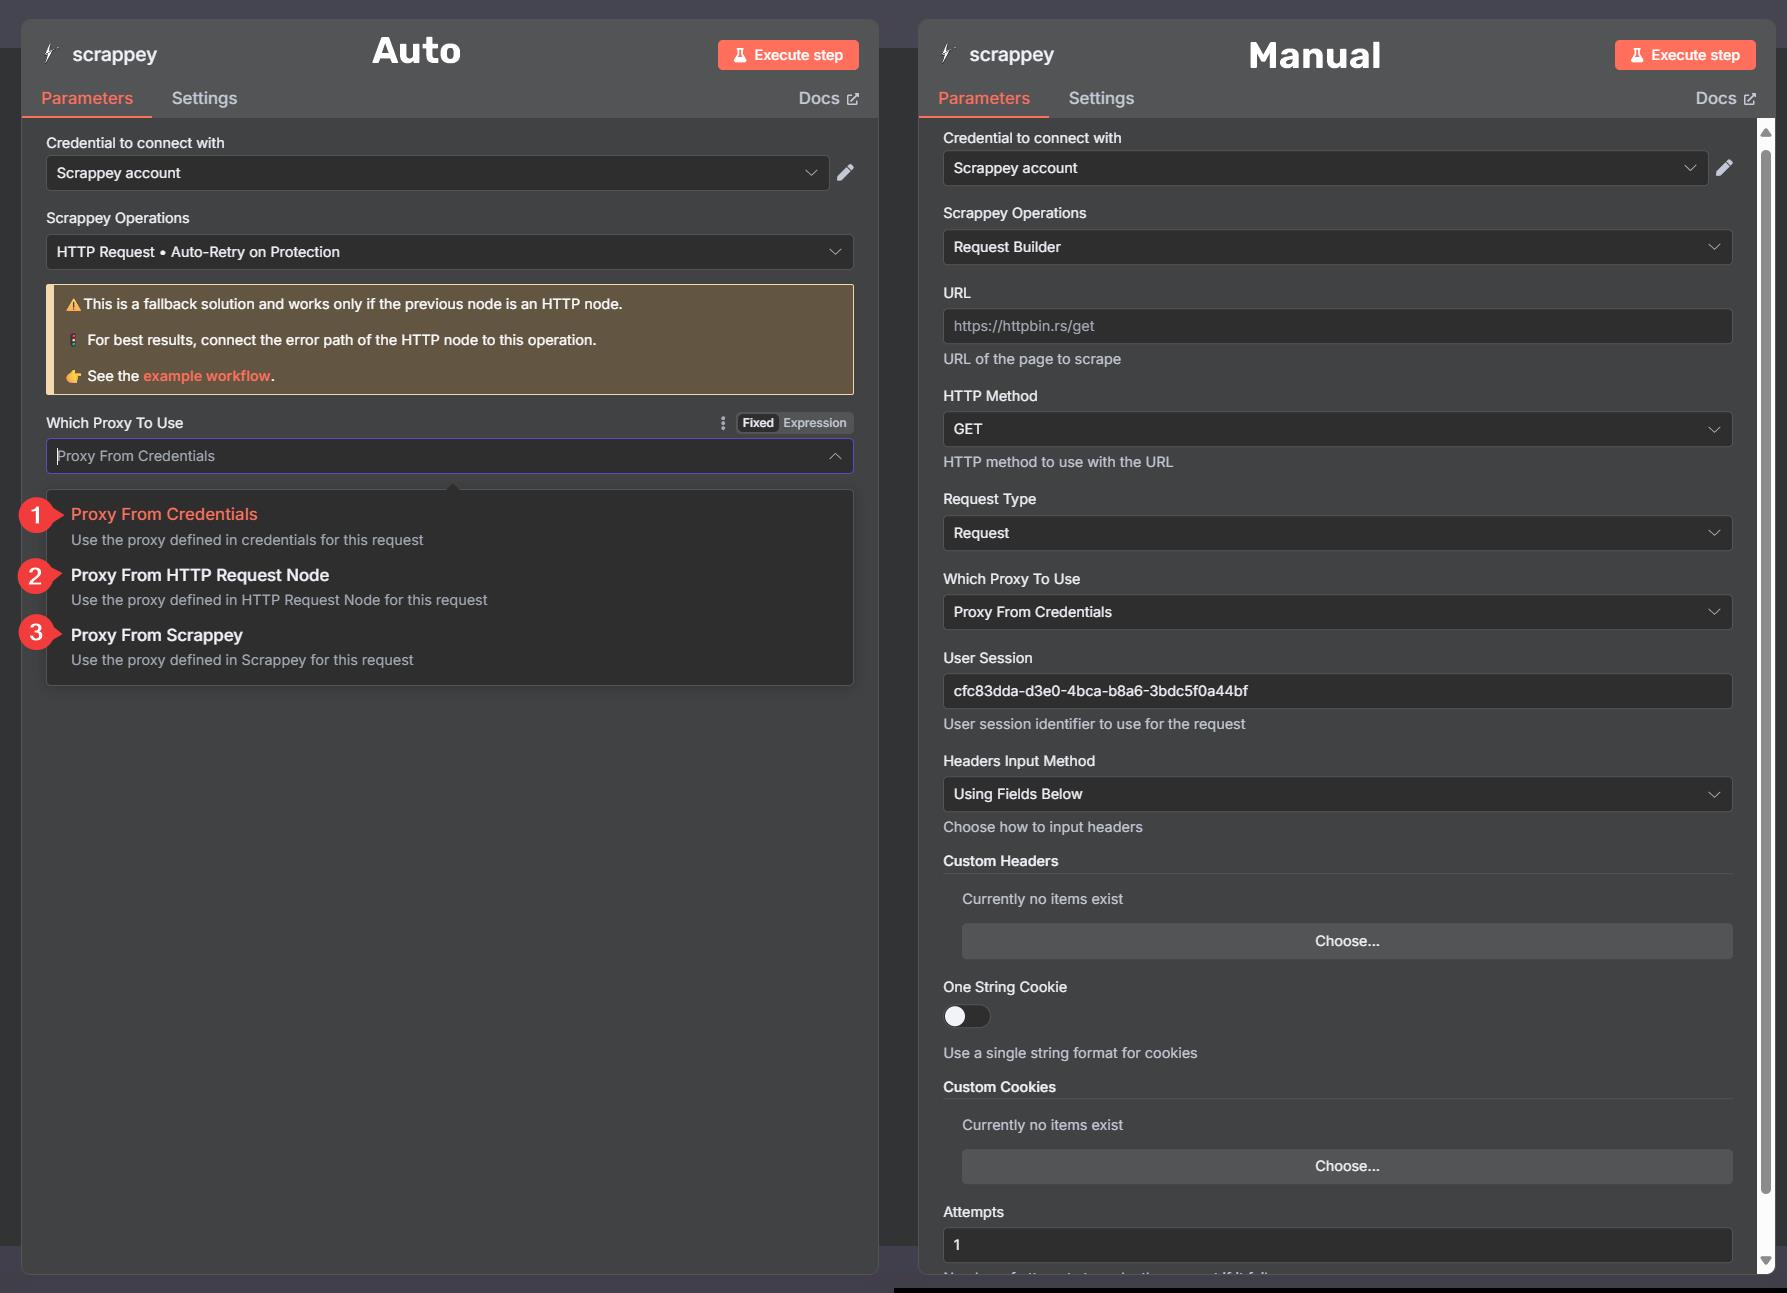 scrappey
Auto
Execute step
Parameters
Settings
Docs
Credential to connect with
Scrappey account
Scrappey Operations
HTTP Request • Auto-Retry on Protection
This is a fallback solution and works only if the previous node is an HTTP node.
For best results, connect the error path of the HTTP node to this operation.
See the example workflow.
Which Proxy To Use
Fixed
Expression
Proxy From Credentials
1
Proxy From Credentials
Use the proxy defined in credentials for this request
2
Proxy From HTTP Request Node
Use the proxy defined in HTTP Request Node for this request
3
Proxy From Scrappey
Use the proxy defined in Scrappey for this request
scrappey
Manual
Execute step
Parameters
Settings
Docs
Credential to connect with
Scrappey account
Scrappey Operations
Request Builder
URL
https://httpbin.rs/get
URL of the page to scrape
HTTP Method
GET
HTTP method to use with the URL
Request Type
Request
Which Proxy To Use
Proxy From Credentials
User Session
cfc83dda-d3e0-4bca-b8a6-3bdc5f0a44bf
User session identifier to use for the request
Headers Input Method
Using Fields Below
Choose how to input headers
Custom Headers
Currently no items exist
Choose...
One String Cookie
Use a single string format for cookies
Custom Cookies
Currently no items exist
Choose...
Attempts
1